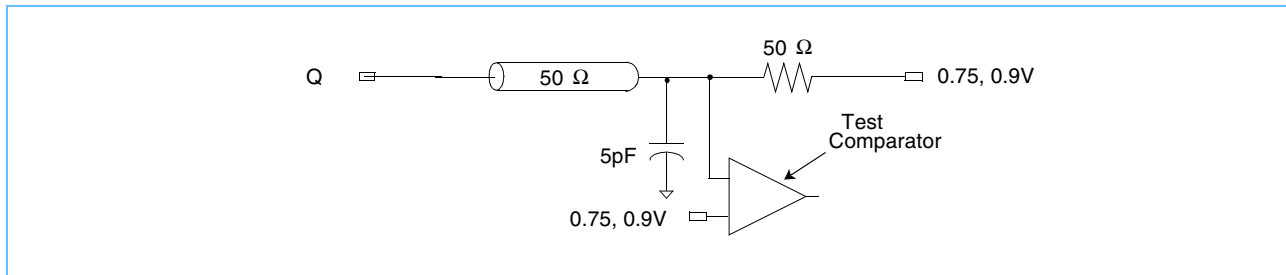 50 Ω
Q
50 Ω
0.75, 0.9V
Test
Comparator
5pF
0.75, 0.9V